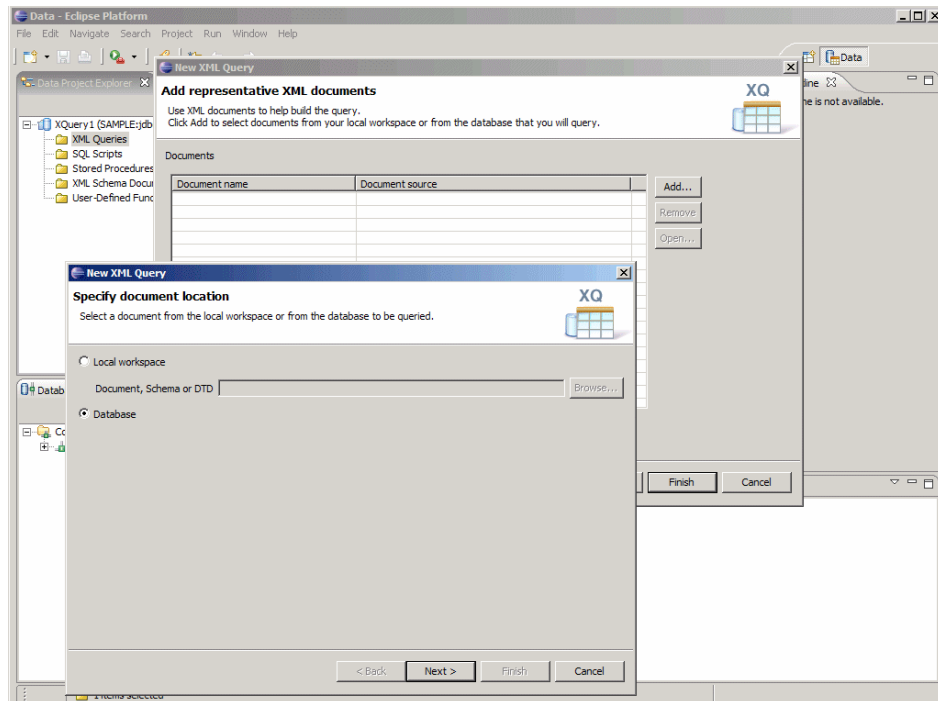 Data - Eclipse Platform
File Edit Navigate Search Project Run Window Help
Data
Data Project Explorer
XQuery1 (SAMPLE:jdb
XML Queries
SQL Scripts
Stored Procedures
XML Schema Docu
User-Defined Func
New XML Query
Add representative XML documents
XQ
Use XML documents to help build the query.
Click Add to select documents from your local workspace or from the database that you will query.
Documents
Document name Document source
Add...
Remove
Open...
Finish Cancel
line
ne is not available.
Datab
Co
New XML Query
Specify document location
XQ
Select a document from the local workspace or from the database to be queried.
Local workspace
Document, Schema or DTD Browse...
Database
< Back Next > Finish Cancel
1 items selected